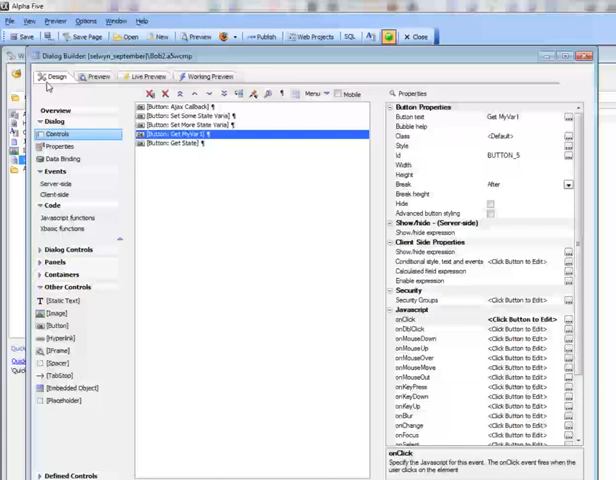 Alpha Five
File View Preview Options Window Help
Save Save Page Open New Preview Publish Web Projects SQL Close
Dialog Builder: [selwyn_september]\Bob2.a5wcmp
Design Preview Live Preview Working Preview
Menu Mobile Properties
Overview
Dialog
Controls
Properties
Data Binding
Events
Server-side
Client-side
Code
Javascript functions
Xbasic functions
Dialog Controls
Panels
Containers
Other Controls
[Static Text]
[Image]
[Button]
[Hyperlink]
[IFrame]
[Spacer]
[TabStop]
[Embedded Object]
[Placeholder]
Defined Controls
[Button: Ajax Callback] ¶
[Button: Set Some State Varia] ¶
[Button: Set More State Varia] ¶
[Button: Get MyVar1] ¶
[Button: Get State] ¶
Button Properties
Button text Get MyVar1
Bubble help
Class <Default>
Style
Id BUTTON_5
Width
Height
Break After
Break height
Hide
Advanced button styling
Show/hide - (Server-side)
Show/hide expression
Client Side Properties
Show/hide expression
Conditional style, text and events <Click Button to Edit>
Calculated field expression
Enable expression
Security
Security Groups <Click Button to Edit>
Javascript
onClick <Click Button to Edit>
onDblClick <Click Button to Edit>
onMouseDown <Click Button to Edit>
onMouseUp <Click Button to Edit>
onMouseOver <Click Button to Edit>
onMouseMove <Click Button to Edit>
onMouseOut <Click Button to Edit>
onKeyPress <Click Button to Edit>
onKeyDown <Click Button to Edit>
onKeyUp <Click Button to Edit>
onBlur <Click Button to Edit>
onChange <Click Button to Edit>
onFocus <Click Button to Edit>
onSelect <Click Button to Edit>
onClick
Specify the Javascript for this event. The onClick event fires when the
user clicks on the element